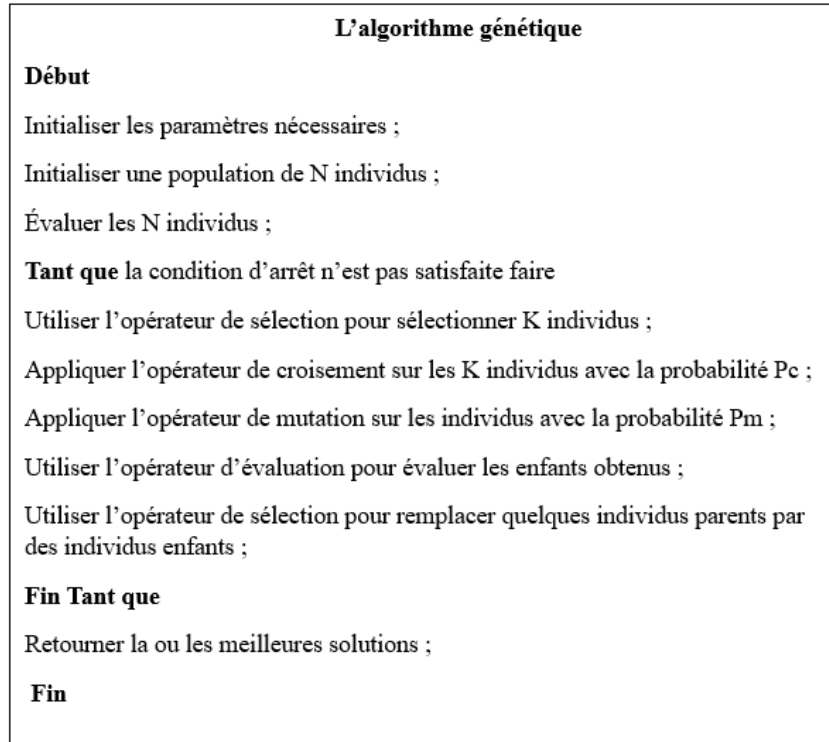 L'algorithme génétique
Début
Initialiser les paramètres nécessaires ;
Initialiser une population de N individus ;
Évaluer les N individus ;
Tant que la condition d'arrêt n'est pas satisfaite faire
Utiliser l'opérateur de sélection pour sélectionner K individus ;
Appliquer l'opérateur de croisement sur les K individus avec la probabilité Pc ;
Appliquer l'opérateur de mutation sur les individus avec la probabilité Pm ;
Utiliser l'opérateur d'évaluation pour évaluer les enfants obtenus ;
Utiliser l'opérateur de sélection pour remplacer quelques individus parents par
des individus enfants ;
Fin Tant que
Retourner la ou les meilleures solutions ;
Fin